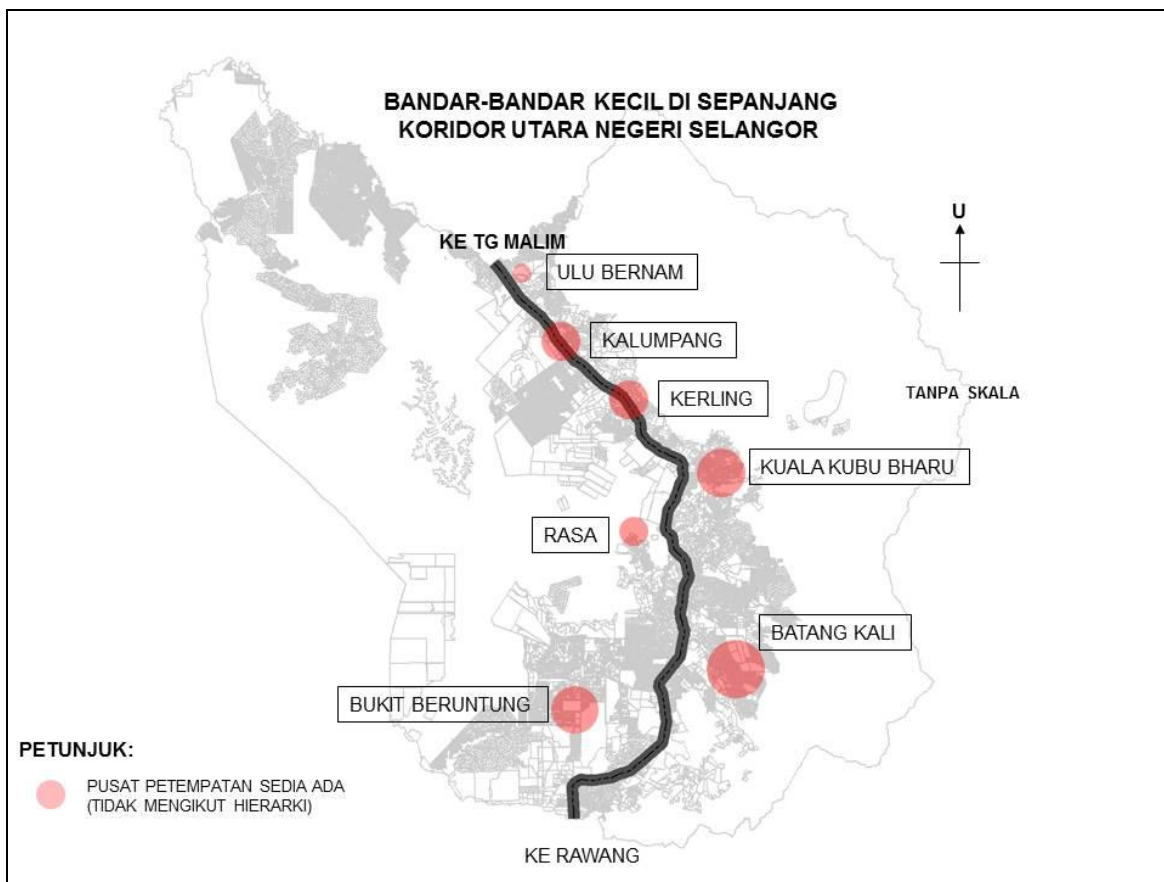 BANDAR-BANDAR KECIL DI SEPANJANG
KORIDOR UTARA NEGERI SELANGOR
U
KE TG MALIM
ULU BERNAM
KALUMPANG
KERLING
TANPA SKALA
KUALA KUBU BHARU
RASA
BATANG KALI
BUKIT BERUNTUNG
PETUNJUK:
PUSAT PETEMPATAN SEDIA ADA
(TIDAK MENGIKUT HIERARKI)
KE RAWANG